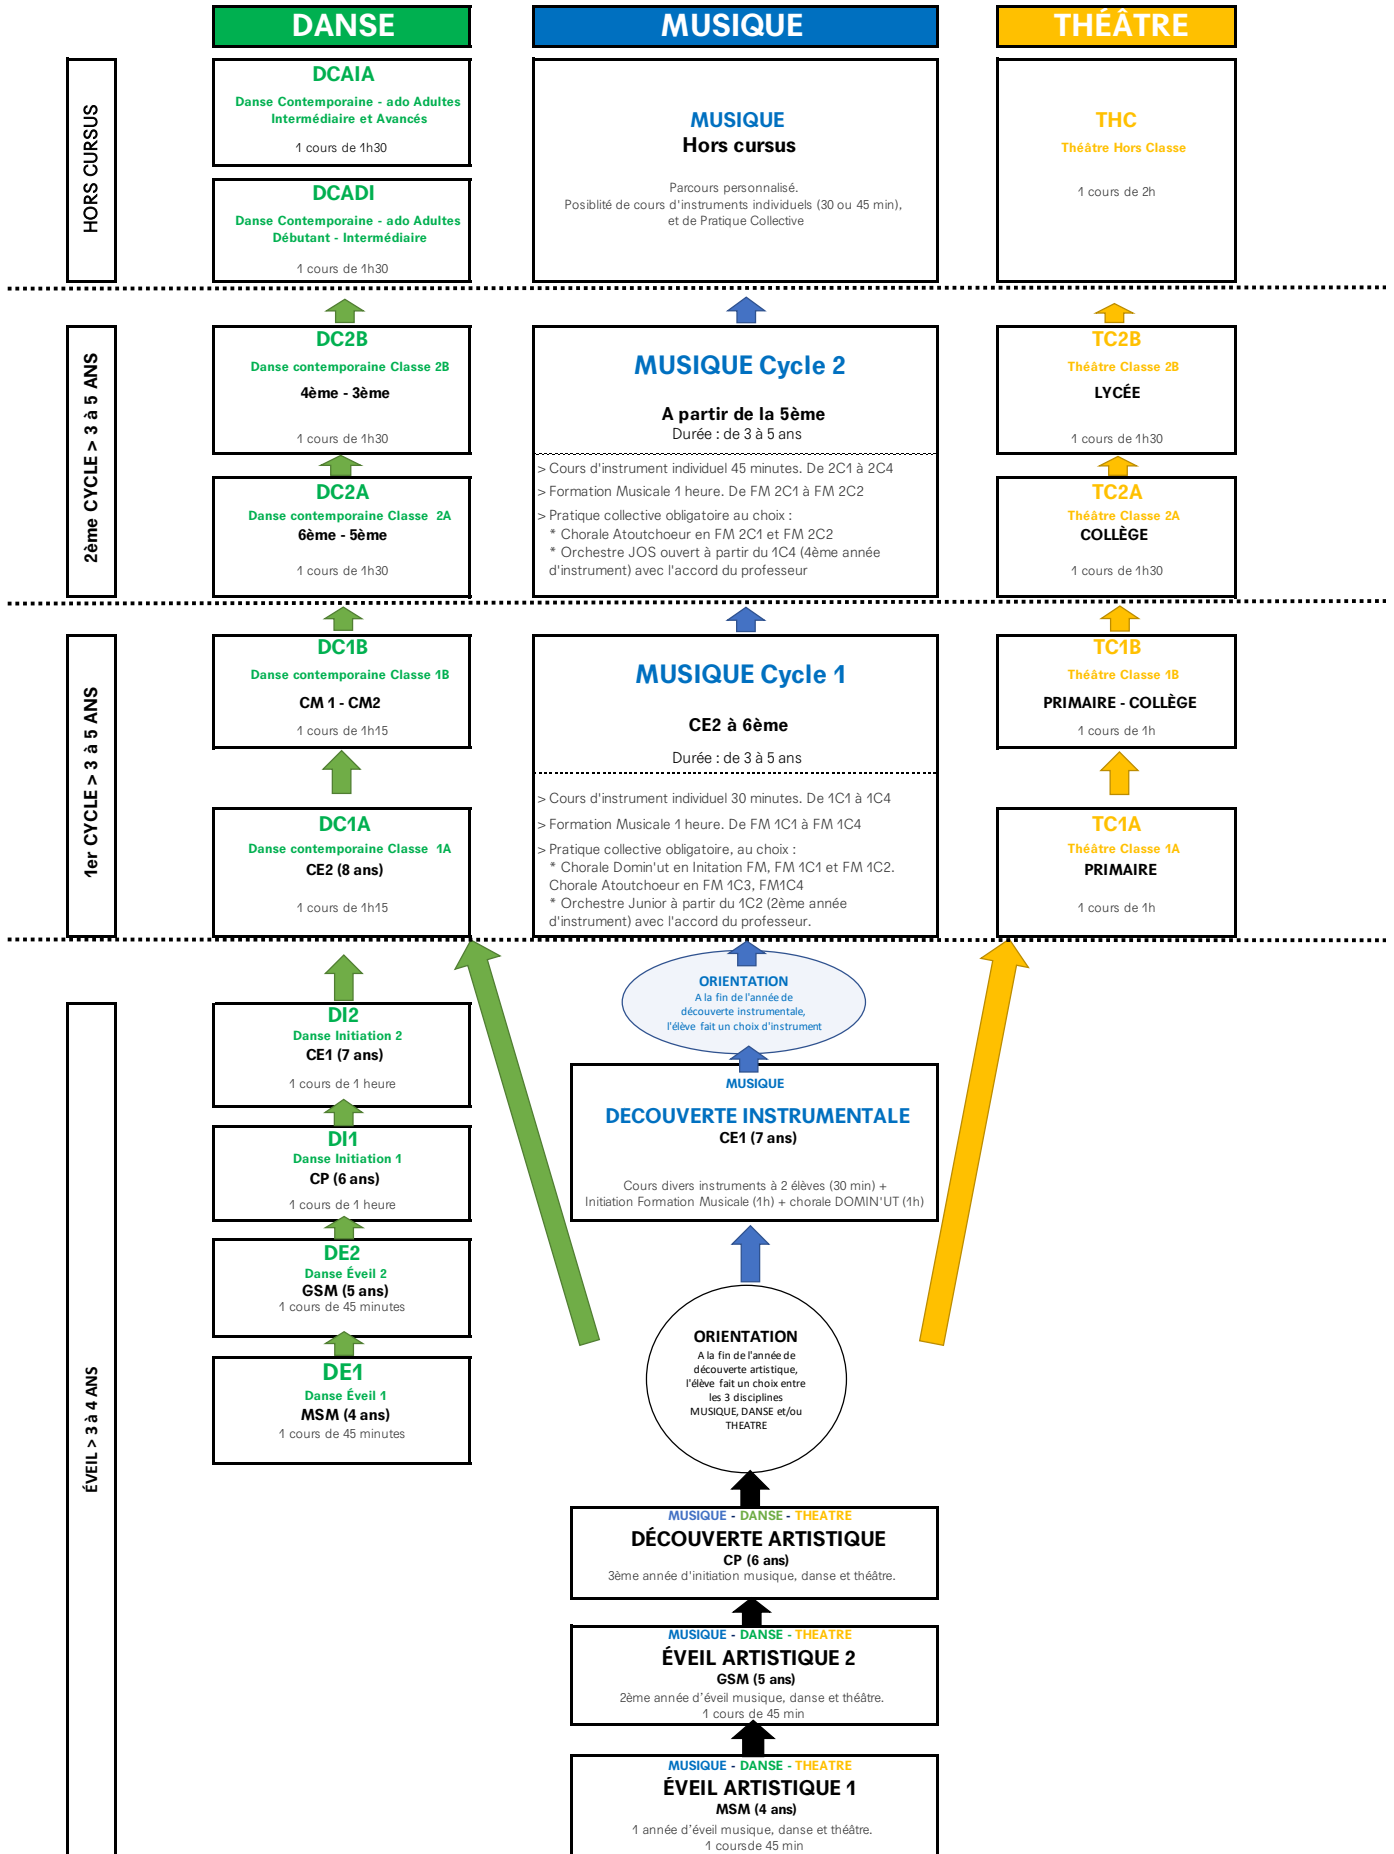 DANSE
MUSIQUE
THÉÂTRE
HORS CURSUS
DCAIA
Danse Contemporaine - ado Adultes
Intermédiaire et Avancés
1 cours de 1h30
DCADI
Danse Contemporaine - ado Adultes
Débutant - Intermédiaire
1 cours de 1h30
MUSIQUE
Hors cursus
Parcours personnalisé.
Posiblité de cours d'instruments individuels (30 ou 45 min),
et de Pratique Collective
THC
Théâtre Hors Classe
1 cours de 2h
2ème CYCLE > 3 à 5 ANS
DC2B
Danse contemporaine Classe 2B
4ème - 3ème
1 cours de 1h30
DC2A
Danse contemporaine Classe 2A
6ème - 5ème
1 cours de 1h30
MUSIQUE Cycle 2
A partir de la 5ème
Durée : de 3 à 5 ans
> Cours d'instrument individuel 45 minutes. De 2C1 à 2C4
> Formation Musicale 1 heure. De FM 2C1 à FM 2C2
> Pratique collective obligatoire au choix :
* Chorale Atoutchoeur en FM 2C1 et FM 2C2
* Orchestre JOS ouvert à partir du 1C4 (4ème année
d'instrument) avec l'accord du professeur
TC2B
Théâtre Classe 2B
LYCÉE
1 cours de 1h30
TC2A
Théâtre Classe 2A
COLLÈGE
1 cours de 1h30
1er CYCLE > 3 à 5 ANS
DC1B
Danse contemporaine Classe 1B
CM 1 - CM2
1 cours de 1h15
DC1A
Danse contemporaine Classe 1A
CE2 (8 ans)
1 cours de 1h15
MUSIQUE Cycle 1
CE2 à 6ème
Durée : de 3 à 5 ans
> Cours d'instrument individuel 30 minutes. De 1C1 à 1C4
> Formation Musicale 1 heure. De FM 1C1 à FM 1C4
> Pratique collective obligatoire, au choix :
* Chorale Domin'ut en Initation FM, FM 1C1 et FM 1C2.
Chorale Atoutchoeur en FM 1C3, FM1C4
* Orchestre Junior à partir du 1C2 (2ème année
d'instrument) avec l'accord du professeur.
TC1B
Théâtre Classe 1B
PRIMAIRE - COLLÈGE
1 cours de 1h
TC1A
Théâtre Classe 1A
PRIMAIRE
1 cours de 1h
ÉVEIL > 3 à 4 ANS
DI2
Danse Initiation 2
CE1 (7 ans)
1 cours de 1 heure
DI1
Danse Initiation 1
CP (6 ans)
1 cours de 1 heure
DE2
Danse Éveil 2
GSM (5 ans)
1 cours de 45 minutes
DE1
Danse Éveil 1
MSM (4 ans)
1 cours de 45 minutes
ORIENTATION
A la fin de l'année de
découverte instrumentale,
l'élève fait un choix d'instrument
MUSIQUE
DECOUVERTE INSTRUMENTALE
CE1 (7 ans)
Cours divers instruments à 2 élèves (30 min) +
Initiation Formation Musicale (1h) + chorale DOMIN'UT (1h)
ORIENTATION
A la fin de l'année de
découverte artistique,
l'élève fait un choix entre
les 3 disciplines
MUSIQUE, DANSE et/ou
THEATRE
MUSIQUE - DANSE - THEATRE
DÉCOUVERTE ARTISTIQUE
CP (6 ans)
3ème année d'initiation musique, danse et théâtre.
MUSIQUE - DANSE - THEATRE
ÉVEIL ARTISTIQUE 2
GSM (5 ans)
2ème année d'éveil musique, danse et théâtre.
1 cours de 45 min
MUSIQUE - DANSE - THEATRE
ÉVEIL ARTISTIQUE 1
MSM (4 ans)
1 année d'éveil musique, danse et théâtre.
1 coursde 45 min